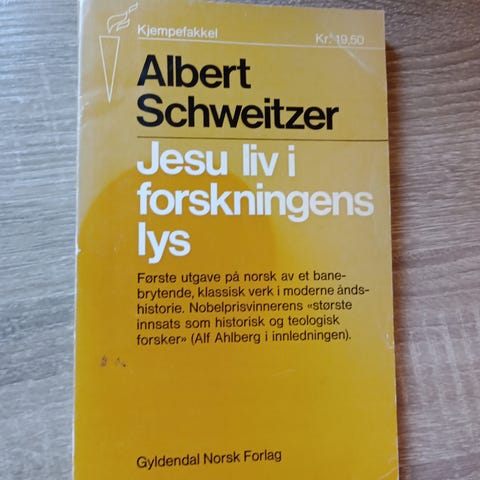 Kjempefakkel
Kr. 19,50
Albert
Schweitzer
Jesu liv i
forskningens
lys
Første utgave på norsk av et bane-
brytende, klassisk verk i moderne ånds-
historie. Nobelprisvinnerens «største
innsats som historisk og teologisk
forsker» (Alf Ahlberg i innledningen).
Gyldendal Norsk Forlag